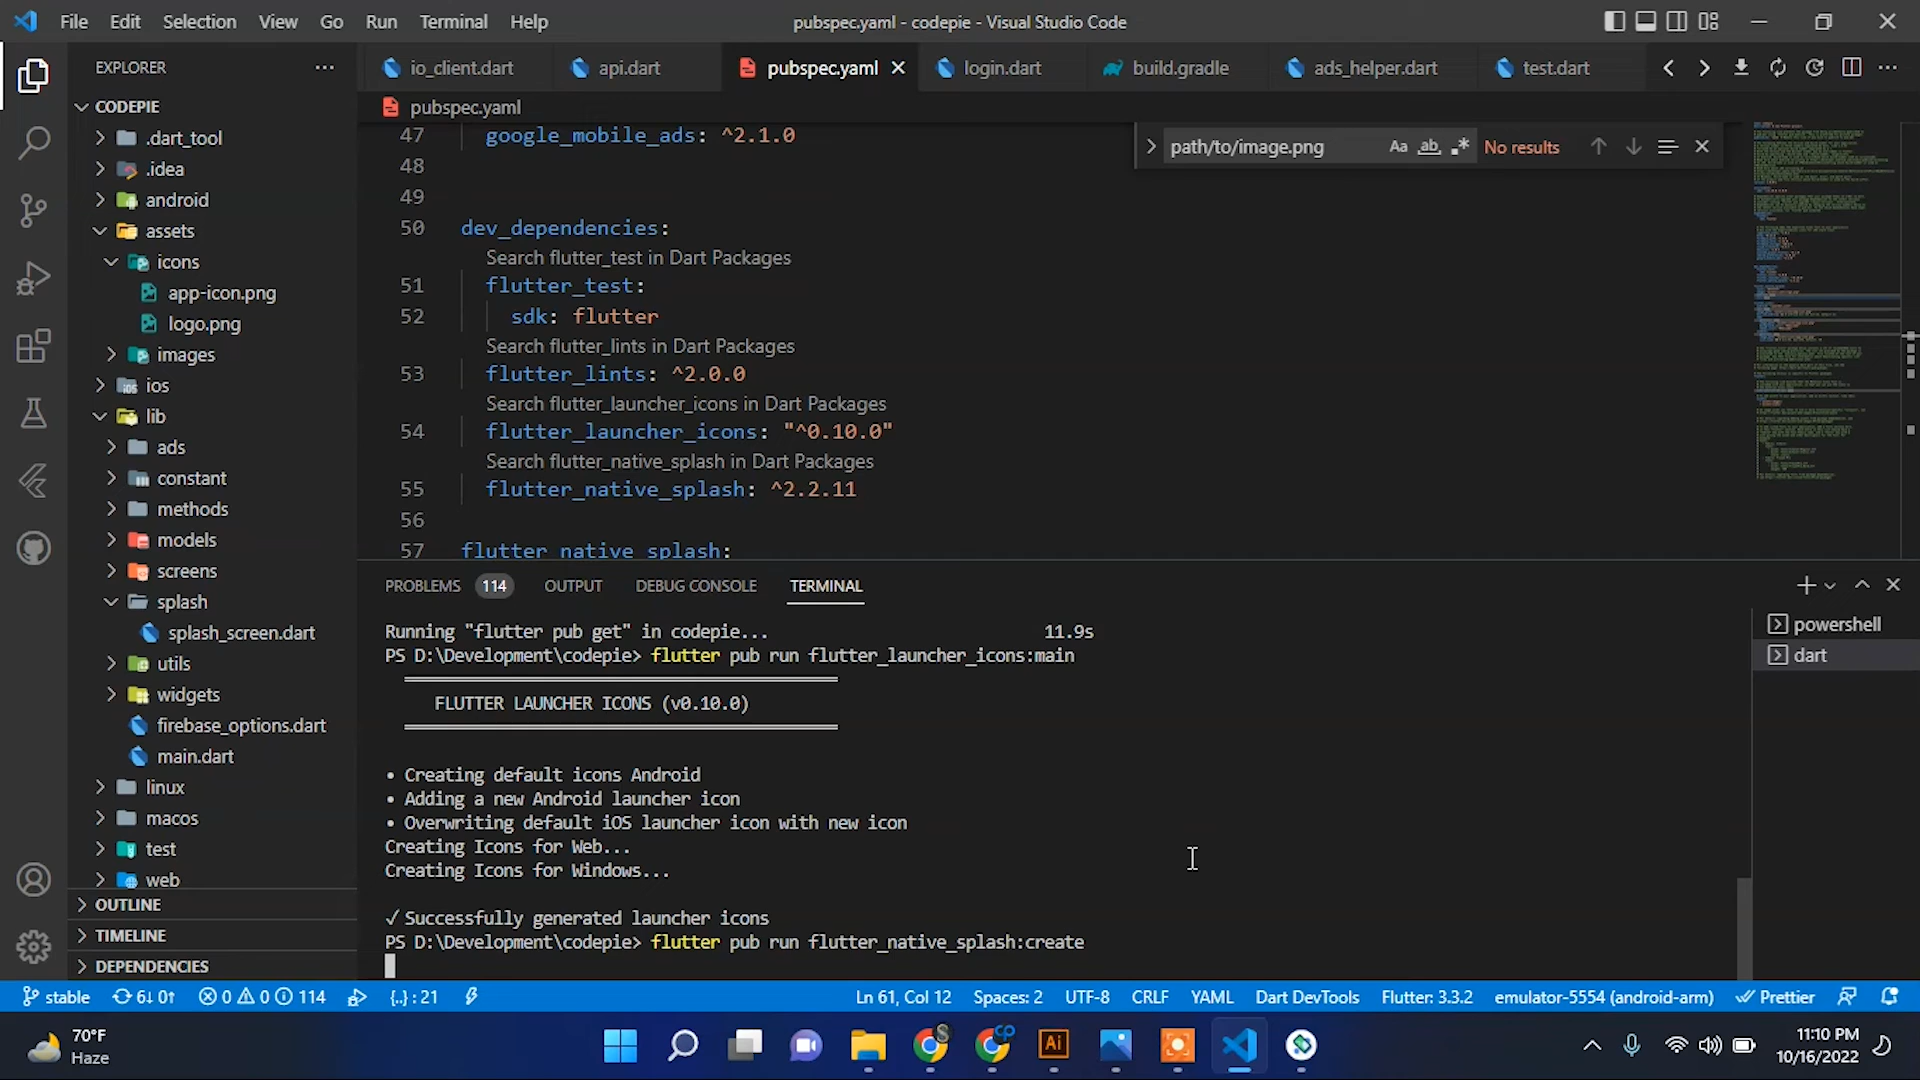 File Edit Selection View Go Run Terminal Help
pubspec.yaml - codepie - Visual Studio Code
EXPLORER
CODEPIE
.dart_tool
.idea
android
assets
icons
app-icon.png
logo.png
images
ios
lib
ads
constant
methods
models
screens
splash
splash_screen.dart
utils
widgets
firebase_options.dart
main.dart
linux
macos
test
web
OUTLINE
TIMELINE
DEPENDENCIES
io_client.dart api.dart pubspec.yaml login.dart build.gradle ads_helper.dart test.dart
pubspec.yaml
path/to/image.png Aa ab No results
47 google_mobile_ads: ^2.1.0
48
49
50 dev_dependencies:
Search flutter_test in Dart Packages
51 flutter_test:
52 sdk: flutter
Search flutter_lints in Dart Packages
53 flutter_lints: ^2.0.0
Search flutter_launcher_icons in Dart Packages
54 flutter_launcher_icons: "^0.10.0"
Search flutter_native_splash in Dart Packages
55 flutter_native_splash: ^2.2.11
56
57 flutter_native_splash:
PROBLEMS 114 OUTPUT DEBUG CONSOLE TERMINAL
powershell
dart
Running "flutter pub get" in codepie... 11.9s
PS D:\Development\codepie> flutter pub run flutter_launcher_icons:main
FLUTTER LAUNCHER ICONS (v0.10.0)
• Creating default icons Android
• Adding a new Android launcher icon
• Overwriting default iOS launcher icon with new icon
Creating Icons for Web...
Creating Icons for Windows...
✓ Successfully generated launcher icons
PS D:\Development\codepie> flutter pub run flutter_native_splash:create
stable 6↓ 0↑ 0 0 114 {..} : 21 Ln 61, Col 12 Spaces: 2 UTF-8 CRLF YAML Dart DevTools Flutter: 3.3.2 emulator-5554 (android-arm) Prettier
70°F
Haze
Ai
11:10 PM
10/16/2022